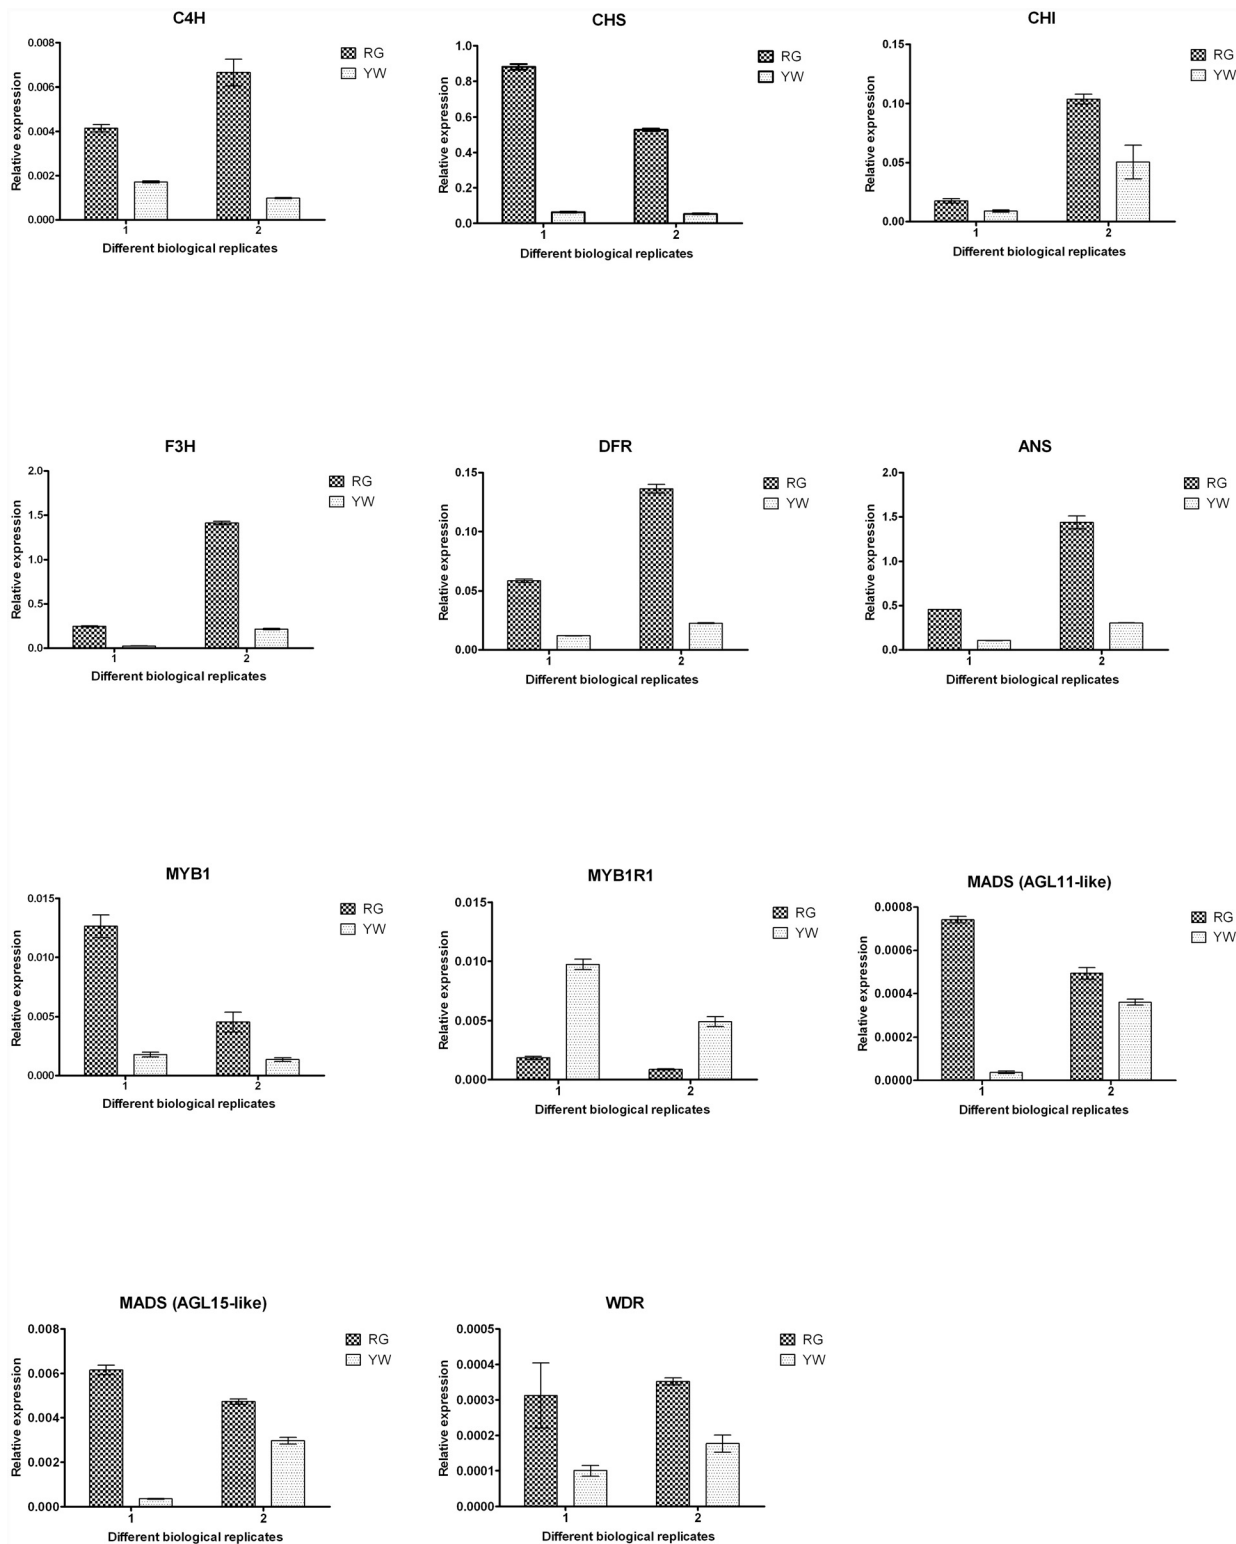 C4H
0.008
0.006
0.004
0.002
0.000
Relative expression
1 2
Different biological replicates
RG
YW
CHS
1.0
0.8
0.6
0.4
0.2
0.0
Relative expression
1 2
Different biological replicates
RG
YW
CHI
0.15
0.10
0.05
0.00
Relative expression
1 2
Different biological replicates
RG
YW
F3H
2.0
1.5
1.0
0.5
0.0
Relative expression
1 2
Different biological replicates
RG
YW
DFR
0.15
0.10
0.05
0.00
Relative expression
1 2
Different biological replicates
RG
YW
ANS
2.0
1.5
1.0
0.5
0.0
Relative expression
1 2
Different biological replicates
RG
YW
MYB1
0.015
0.010
0.005
0.000
Relative expression
1 2
Different biological replicates
RG
YW
MYB1R1
0.015
0.010
0.005
0.000
Relative expression
1 2
Different biological replicates
RG
YW
MADS (AGL11-like)
0.0008
0.0006
0.0004
0.0002
0.0000
Relative expression
1 2
Different biological replicates
RG
YW
MADS (AGL15-like)
0.008
0.006
0.004
0.002
0.000
Relative expression
1 2
Different biological replicates
RG
YW
WDR
0.0005
0.0004
0.0003
0.0002
0.0001
0.0000
Relative expression
1 2
Different biological replicates
RG
YW